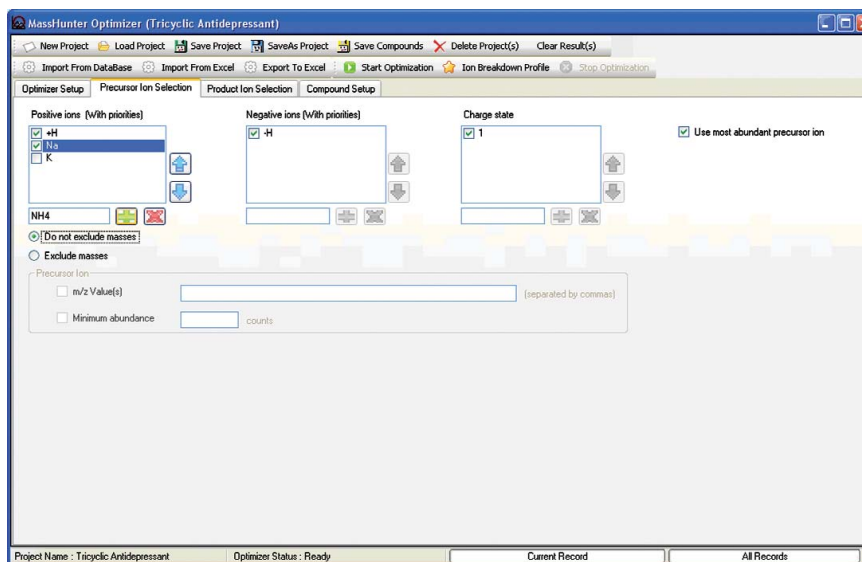 MassHunter Optimizer (Tricyclic Antidepressant)
New Project Load Project Save Project SaveAs Project Save Compounds Delete Project(s) Clear Result(s)
Import From DataBase Import From Excel Export To Excel Start Optimization Ion Breakdown Profile Stop Optimization
Optimizer Setup Precursor Ion Selection Product Ion Selection Compound Setup
Positive ions (With priorities) Negative ions (With priorities) Charge state
+H -H 1 Use most abundant precursor ion
Na
K
NH4
Do not exclude masses
Exclude masses
Precursor Ion
m/z Value(s) (separated by commas)
Minimum abundance counts
Project Name : Tricyclic Antidepressant Optimizer Status : Ready Current Record All Records